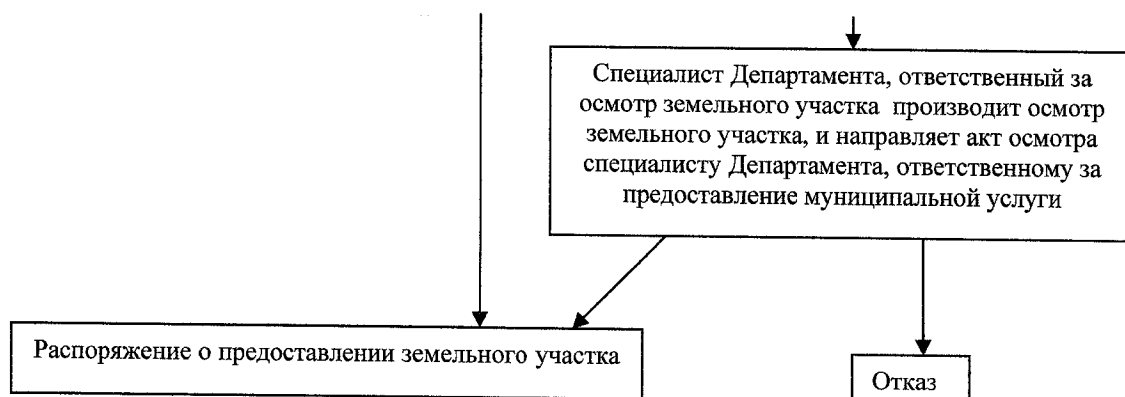 Специалист Департамента, ответственный за
осмотр земельного участка производит осмотр
земельного участка, и направляет акт осмотра
специалисту Департамента, ответственному за
предоставление муниципальной услуги
Распоряжение о предоставлении земельного участка
Отказ